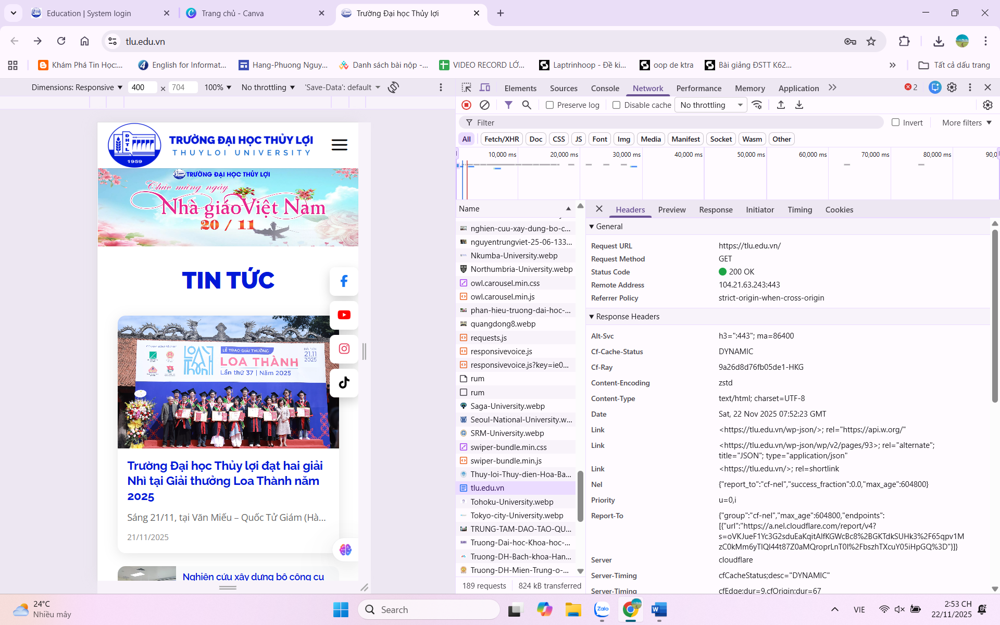 Education | System login
Trang chủ - Canva
Trường Đại học Thủy lợi
tlu.edu.vn
Khám Phá Tin Học:...
English for Informat...
Hang-Phuong Nguy...
Danh sách bài nộp -...
VIDEO RECORD LỚ...
Laptrinhoop - Đề ki...
oop de ktra
Bài giảng ĐSTT K62...
Tất cả dấu trang
Dimensions: Responsive
400 x 704
100%
No throttling
'Save-Data': default
Elements
Sources
Console
Network
Performance
Memory
Application
2
Preserve log
Disable cache
No throttling
Filter
Invert
More filters
All
Fetch/XHR
Doc
CSS
JS
Font
Img
Media
Manifest
Socket
Wasm
Other
10,000 ms
20,000 ms
30,000 ms
40,000 ms
50,000 ms
60,000 ms
70,000 ms
80,000 ms
90,0
ĐHTL
1959
TRƯỜNG ĐẠI HỌC THỦY LỢI
THUYLOI UNIVERSITY
TRƯỜNG ĐẠI HỌC THỦY LỢI
Chúc mừng ngày
Nhà giáo Việt Nam
20 / 11
TIN TỨC
LỄ TRAO GIẢI THƯỞNG
LOA THÀNH
LOA THÀNH
Lần thứ 37 | Năm 2025
HÀ NỘI
21.11
2025
Trường Đại học Thủy lợi đạt hai giải
Nhì tại Giải thưởng Loa Thành năm
2025
Sáng 21/11, tại Văn Miếu – Quốc Tử Giám (Hà...
21/11/2025
Nghiên cứu xây dựng bộ công cụ
Name
nghien-cuu-xay-dung-bo-c...
nguyentrungviet-25-06-133...
Nkumba-University.webp
Northumbria-University.webp
owl.carousel.min.css
owl.carousel.min.js
phan-hieu-truong-dai-hoc-...
quangdong8.webp
requests.js
responsivevoice.js
responsivevoice.js?key=ie0...
rum
rum
Saga-University.webp
Seoul-National-University.w...
SRM-University.webp
swiper-bundle.min.css
swiper-bundle.min.js
Thuy-loi-Thuy-dien-Hoa-Ba...
tlu.edu.vn
Tohoku-University.webp
Tokyo-city-University.webp
TRUNG-TAM-DAO-TAO-QU...
Truong-Dai-hoc-Khoa-hoc-...
Truong-DH-Bach-khoa-Han...
Truong-DH-Mien-Trung-o-...
189 requests
824 kB transferred
Headers
Preview
Response
Initiator
Timing
Cookies
General
Request URL https://tlu.edu.vn/
Request Method GET
Status Code 200 OK
Remote Address 104.21.63.243:443
Referrer Policy strict-origin-when-cross-origin
Response Headers
Alt-Svc h3=":443"; ma=86400
Cf-Cache-Status DYNAMIC
Cf-Ray 9a26d8d76fb05de1-HKG
Content-Encoding zstd
Content-Type text/html; charset=UTF-8
Date Sat, 22 Nov 2025 07:52:23 GMT
Link <https://tlu.edu.vn/wp-json/>; rel="https://api.w.org/"
Link <https://tlu.edu.vn/wp-json/wp/v2/pages/93>; rel="alternate";
title="JSON"; type="application/json"
Link <https://tlu.edu.vn/>; rel=shortlink
Nel {"report_to":"cf-nel","success_fraction":0.0,"max_age":604800}
Priority u=0,i
Report-To {"group":"cf-nel","max_age":604800,"endpoints":
[{"url":"https://a.nel.cloudflare.com/report/v4?
s=oVKJueF1Yc3G2sduEaKqitAlfKGWcBc8%2BGKTdkSUHk3%2F65qpv1M
zC0kMm6yTlQl44t87Z0aMQroprLnT0I%2FbszhTXcuY05iHpGQ%3D"}]}
Server cloudflare
Server-Timing cfCacheStatus;desc="DYNAMIC"
Server-Timing cfEdge;dur=9,cfOrigin;dur=67
24°C
Nhiều mây
Search
Zalo
VIE
2:53 CH
22/11/2025